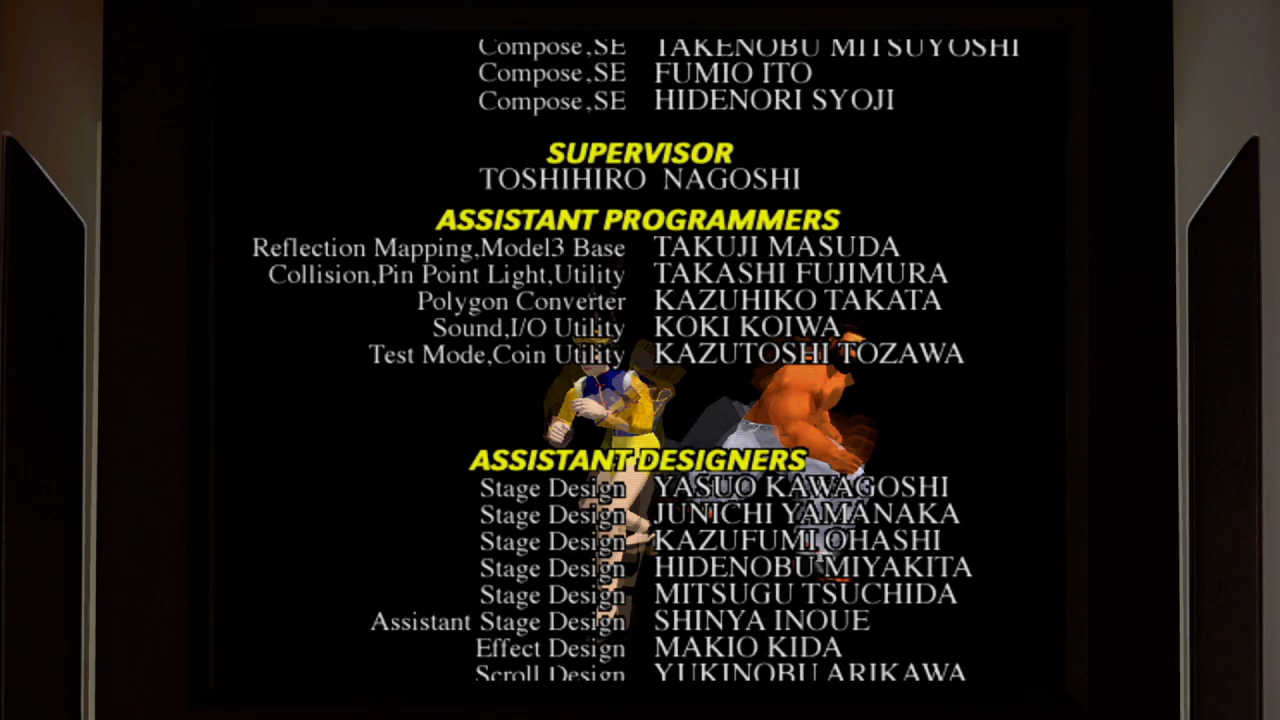 Compose,SE TAKENOBU MITSUYOSHI
Compose,SE FUMIO ITO
Compose,SE HIDENORI SYOJI
SUPERVISOR
TOSHIHIRO NAGOSHI
ASSISTANT PROGRAMMERS
Reflection Mapping,Model3 Base TAKUJI MASUDA
Collision,Pin Point Light,Utility TAKASHI FUJIMURA
Polygon Converter KAZUHIKO TAKATA
Sound,I/O Utility KOKI KOIWA
Test Mode,Coin Utility KAZUTOSHI TOZAWA
ASSISTANT DESIGNERS
Stage Design YASUO KAWAGOSHI
Stage Design JUNICHI YAMANAKA
Stage Design KAZUFUMI OHASHI
Stage Design HIDENOBU MIYAKITA
Stage Design MITSUGU TSUCHIDA
Assistant Stage Design SHINYA INOUE
Effect Design MAKIO KIDA
Scroll Design YUKINOBU ARIKAWA